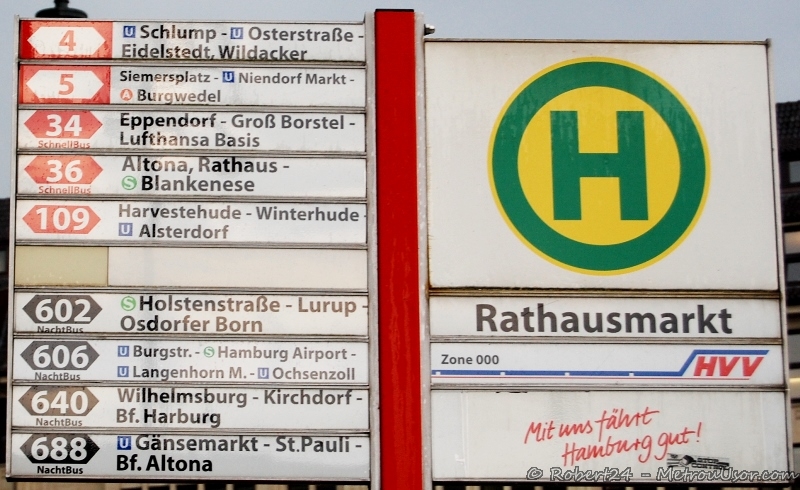 4 U Schlump - U Osterstraße -
Eidelstedt, Wildacker
5 Siemersplatz - U Niendorf Markt -
A Burgwedel
34 Eppendorf - Groß Borstel -
SchnellBus Lufthansa Basis
36 Altona, Rathaus -
SchnellBus S Blankenese
109 Harvestehude - Winterhude -
U Alsterdorf
602 S Holstenstraße - Lurup -
NachtBus Osdorfer Born
606 U Burgstr. - S Hamburg Airport -
NachtBus U Langenhorn M. - U Ochsenzoll
640 Wilhelmsburg - Kirchdorf -
NachtBus Bf. Harburg
688 U Gänsemarkt - St.Pauli -
NachtBus Bf. Altona
H
Rathausmarkt
Zone 000 HVV
Mit uns fährt
Hamburg gut!
© Robert24 - MetroUusor.com